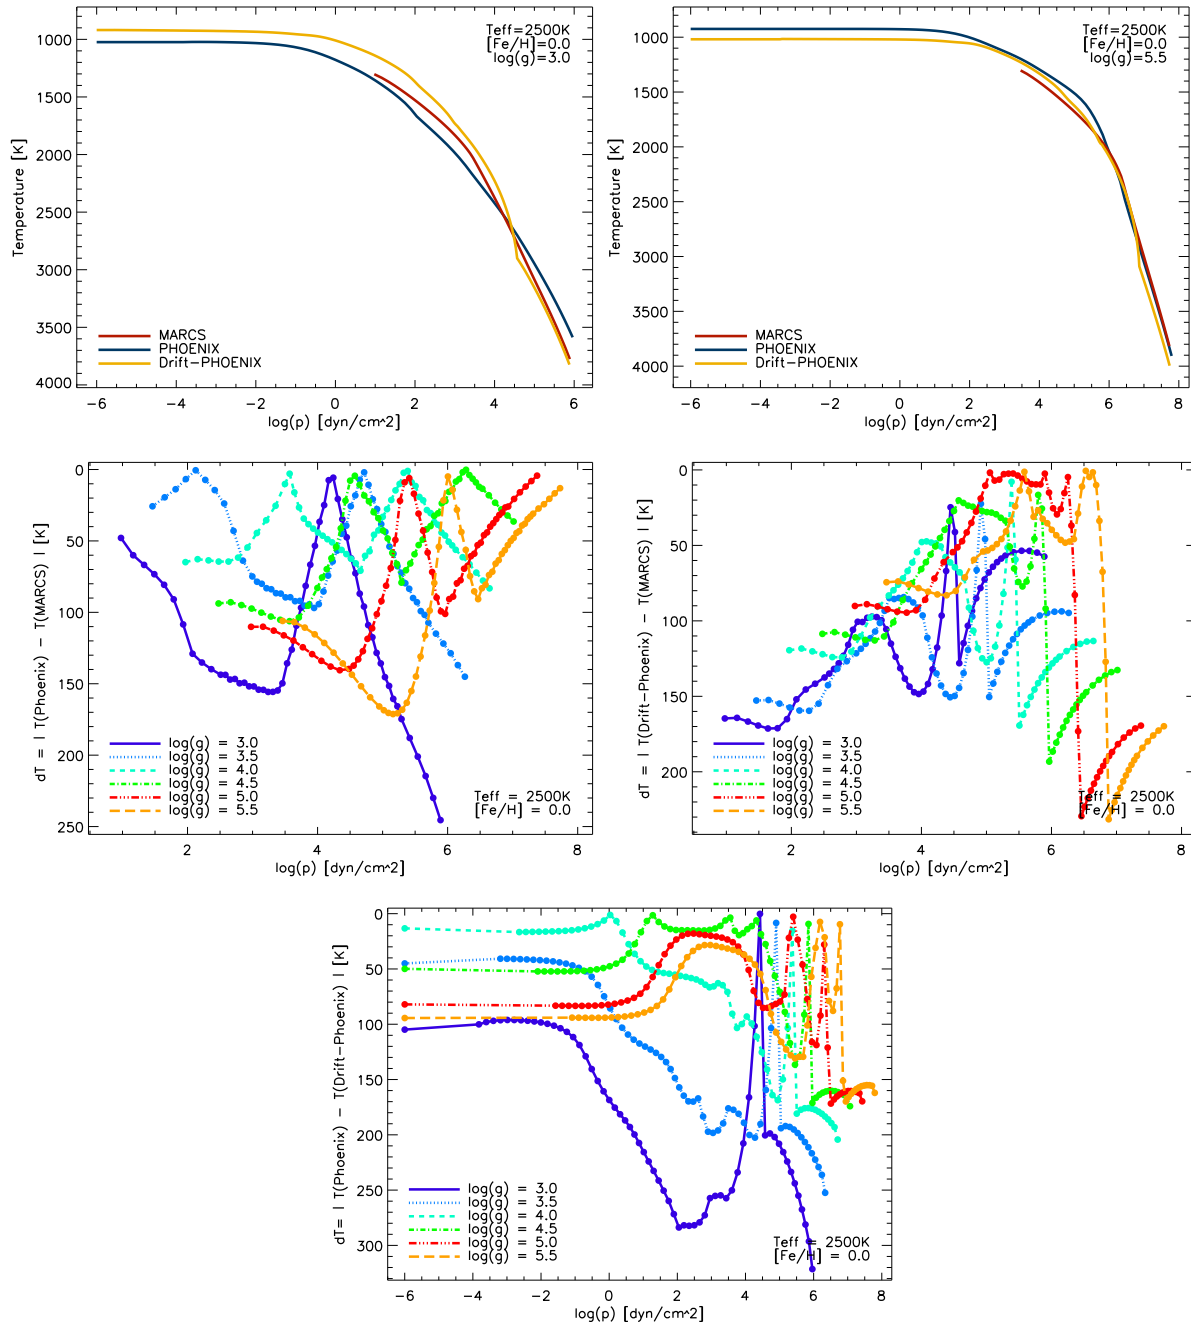 Teff=2500K
[Fe/H]=0.0
log(g)=3.0
1000
1500
2000
2500
3000
3500
4000
Temperature [K]
MARCS
PHOENIX
Drift-PHOENIX
-6 -4 -2 0 2 4 6
log(p) [dyn/cm^2]
Teff=2500K
[Fe/H]=0.0
log(g)=5.5
1000
1500
2000
2500
3000
3500
4000
Temperature [K]
MARCS
PHOENIX
Drift-PHOENIX
-6 -4 -2 0 2 4 6 8
log(p) [dyn/cm^2]
0
50
100
150
200
250
dT = | T(Phoenix) - T(MARCS) | [K]
log(g) = 3.0
log(g) = 3.5
log(g) = 4.0
log(g) = 4.5
log(g) = 5.0
log(g) = 5.5
Teff = 2500K
[Fe/H] = 0.0
2 4 6 8
log(p) [dyn/cm^2]
0
50
100
150
200
dT = | T(Drift-Phoenix) - T(MARCS) | [K]
log(g) = 3.0
log(g) = 3.5
log(g) = 4.0
log(g) = 4.5
log(g) = 5.0
log(g) = 5.5
Teff = 2500K
[Fe/H] = 0.0
2 4 6 8
log(p) [dyn/cm^2]
0
50
100
150
200
250
300
dT= | T(Phoenix) - T(Drift-Phoenix) | [K]
log(g) = 3.0
log(g) = 3.5
log(g) = 4.0
log(g) = 4.5
log(g) = 5.0
log(g) = 5.5
Teff = 2500K
[Fe/H] = 0.0
-6 -4 -2 0 2 4 6 8
log(p) [dyn/cm^2]